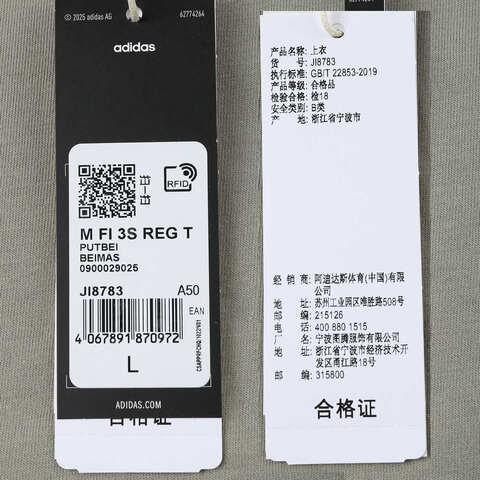 © 2025 adidas AG
62774264
adidas
RFID
M FI 3S REG T
PUTBEI
BEIMAS
0900029025
JI8783
A50
EAN
4 067891 870972
L
ADIDAS.COM
合格证
产品名称: 上衣
货 号: JI8783
执行标准: GB/T 22853-2019
产品等级: 合格品
检验合格: 检18
安全类别: B类
产 地: 浙江省宁波市
经 销 商: 阿迪达斯体育(中国)有限
公司
地 址: 苏州工业园区唯胜路508号
邮 编: 215126
电 话: 400 880 1515
厂 名: 宁波图腾服饰有限公司
地 址: 浙江省宁波市经济技术开
发区甬江路18号
邮 编: 315800
合格证